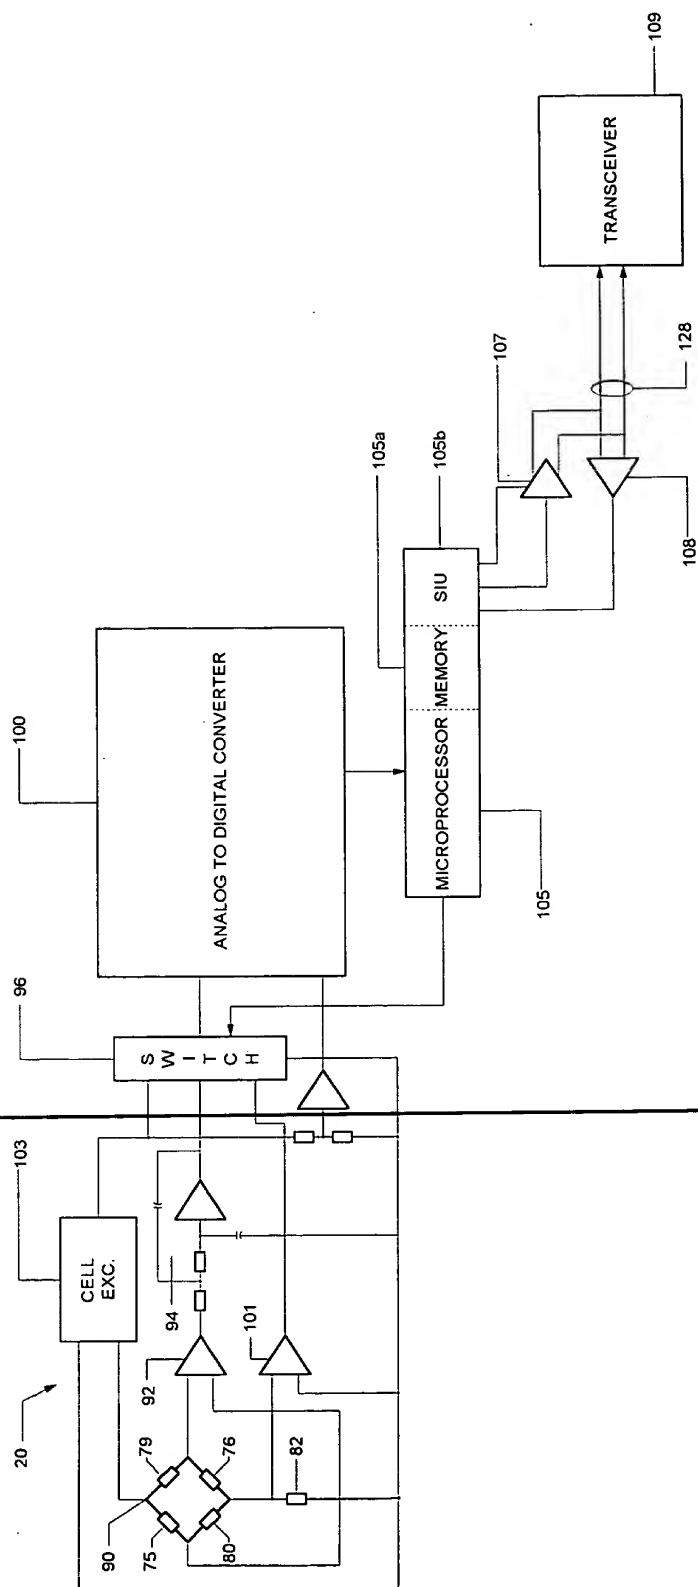 20
103
CELL
EXC.
90
79
75
76
80
82
92
94
101
96
SWITCH
100
ANALOG TO DIGITAL CONVERTER
105a
105b
MICROPROCESSOR
MEMORY
SIU
105
107
108
128
TRANSCEIVER
109